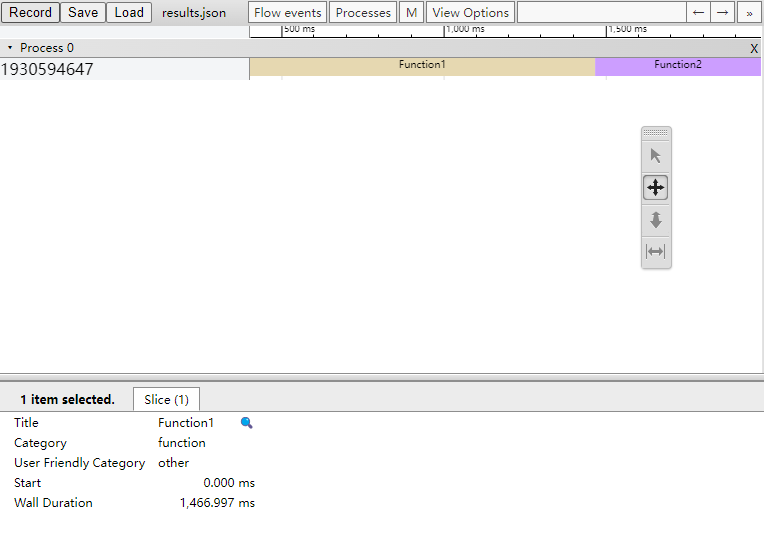 Record Save Load results.json Flow events Processes M View Options ← → »
500 ms 1,000 ms 1,500 ms
▾ Process 0 X
1930594647 Function1 Function2
1 item selected. Slice (1)
Title Function1
Category function
User Friendly Category other
Start 0.000 ms
Wall Duration 1,466.997 ms